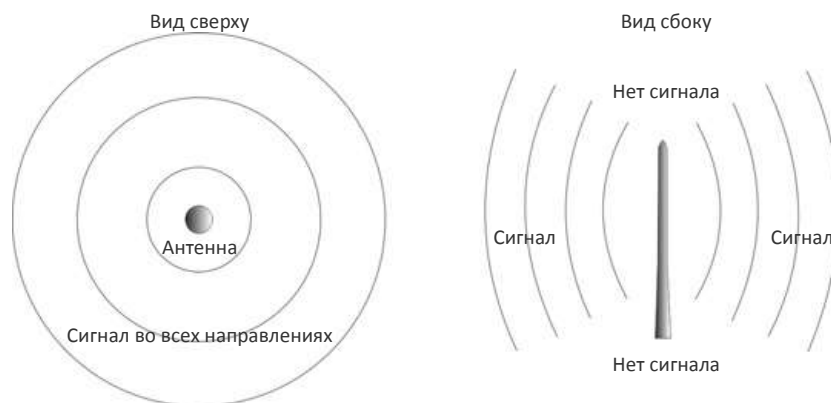 Вид сверху
Антенна
Сигнал во всех направлениях
Вид сбоку
Нет сигнала
Сигнал
Сигнал
Нет сигнала